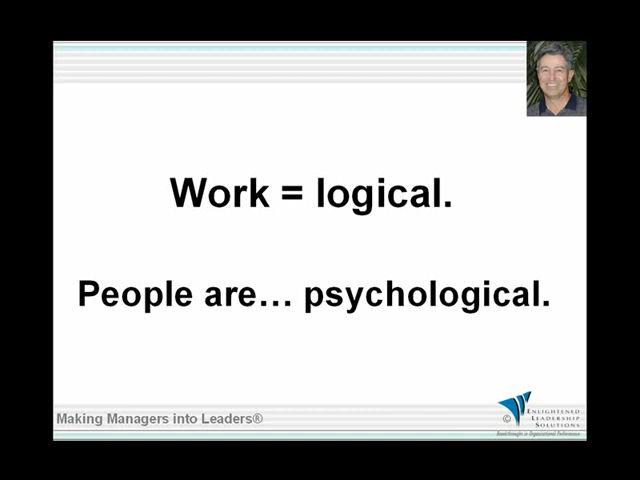 Work = logical.
People are… psychological.
Making Managers into Leaders®
©
ENLIGHTENED
LEADERSHIP
SOLUTIONS